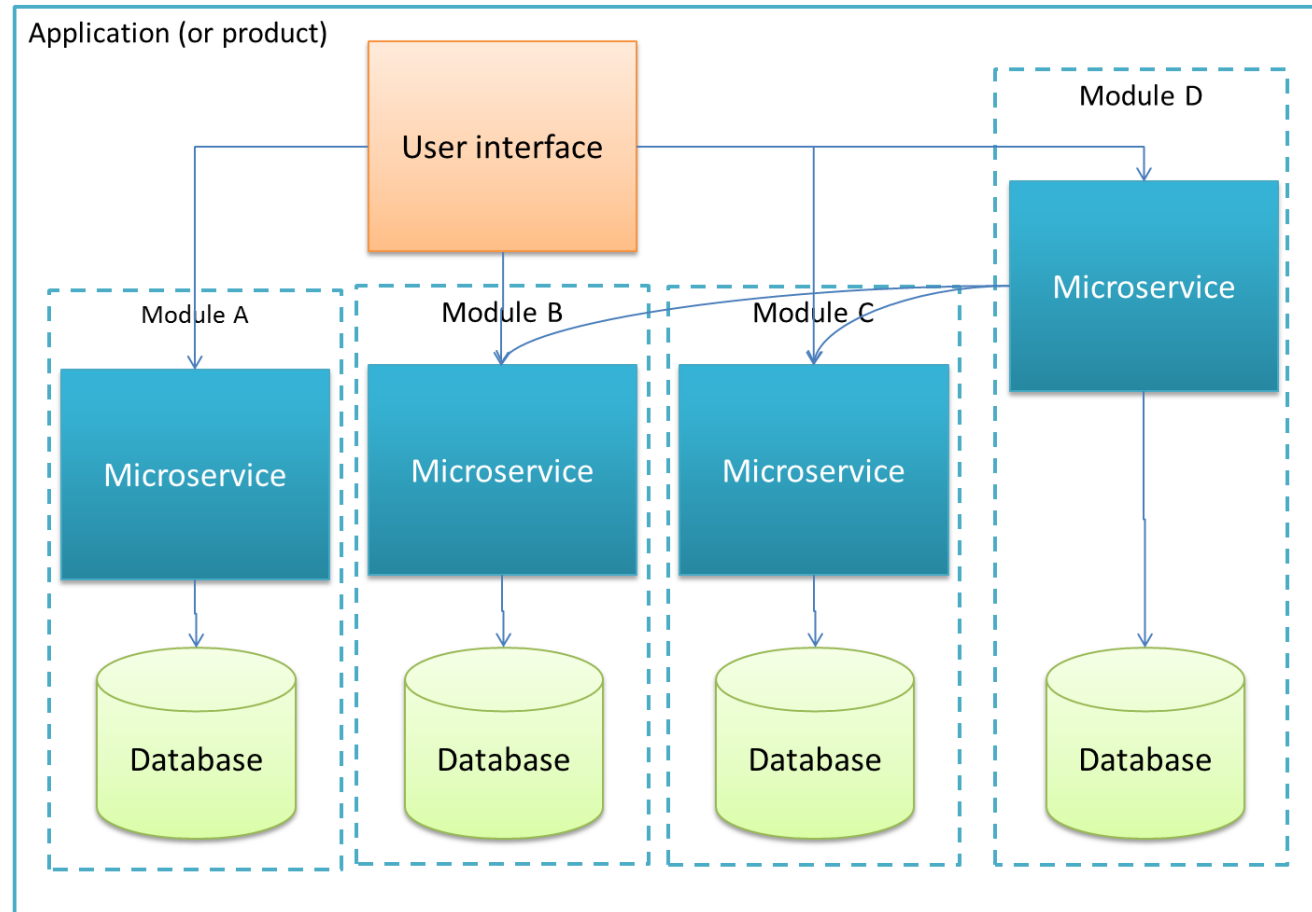 Application (or product)
User interface
Module D
Microservice
Module A
Module B
Module C
Microservice
Microservice
Microservice
Database
Database
Database
Database